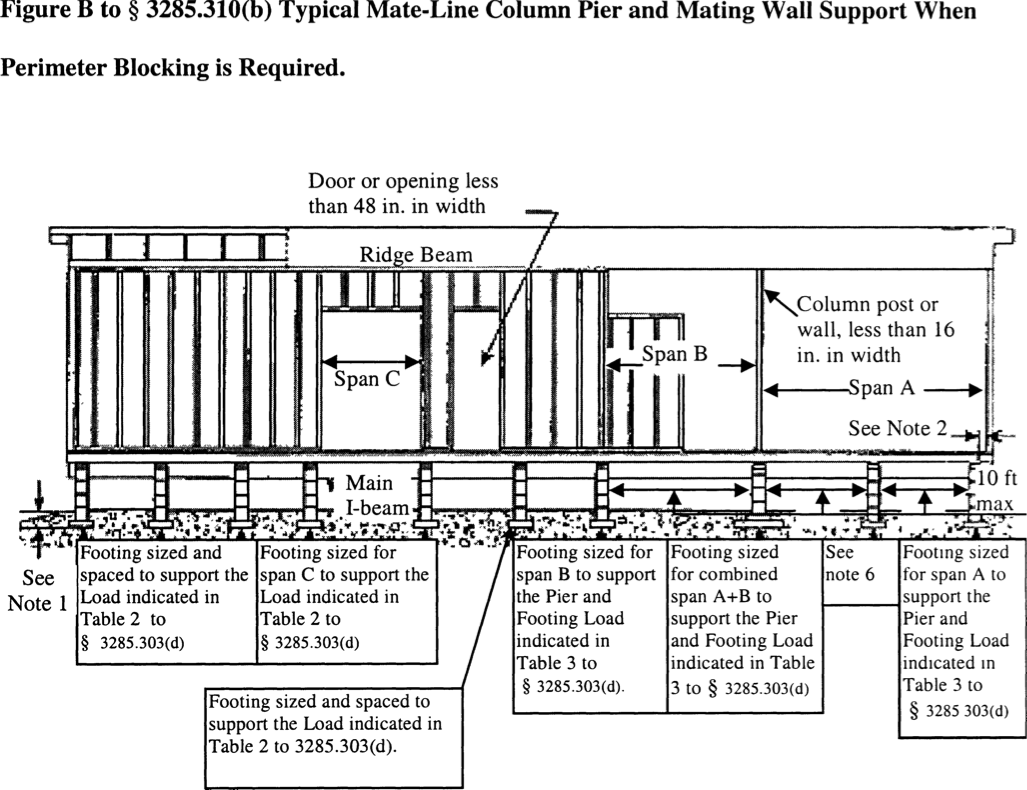 Figure B to § 3285.310(b) Typical Mate-Line Column Pier and Mating Wall Support When
Perimeter Blocking is Required.
Door or opening less
than 48 in. in width
Ridge Beam
Column post or
wall, less than 16
in. in width
Span B
Span C
Span A
See Note 2
Main
I-beam
10 ft
max
See
Note 1
Footing sized and
spaced to support the
Load indicated in
Table 2 to
§ 3285.303(d)
Footing sized for
span C to support the
Load indicated in
Table 2 to
§ 3285.303(d)
Footing sized for
span B to support
the Pier and
Footing Load
indicated in
Table 3 to
§ 3285.303(d).
Footing sized
for combined
span A+B to
support the Pier
and Footing Load
indicated in Table
3 to § 3285.303(d)
See
note 6
Footing sized
for span A to
support the
Pier and
Footing Load
indicated in
Table 3 to
§ 3285 303(d)
Footing sized and spaced to
support the Load indicated in
Table 2 to 3285.303(d).